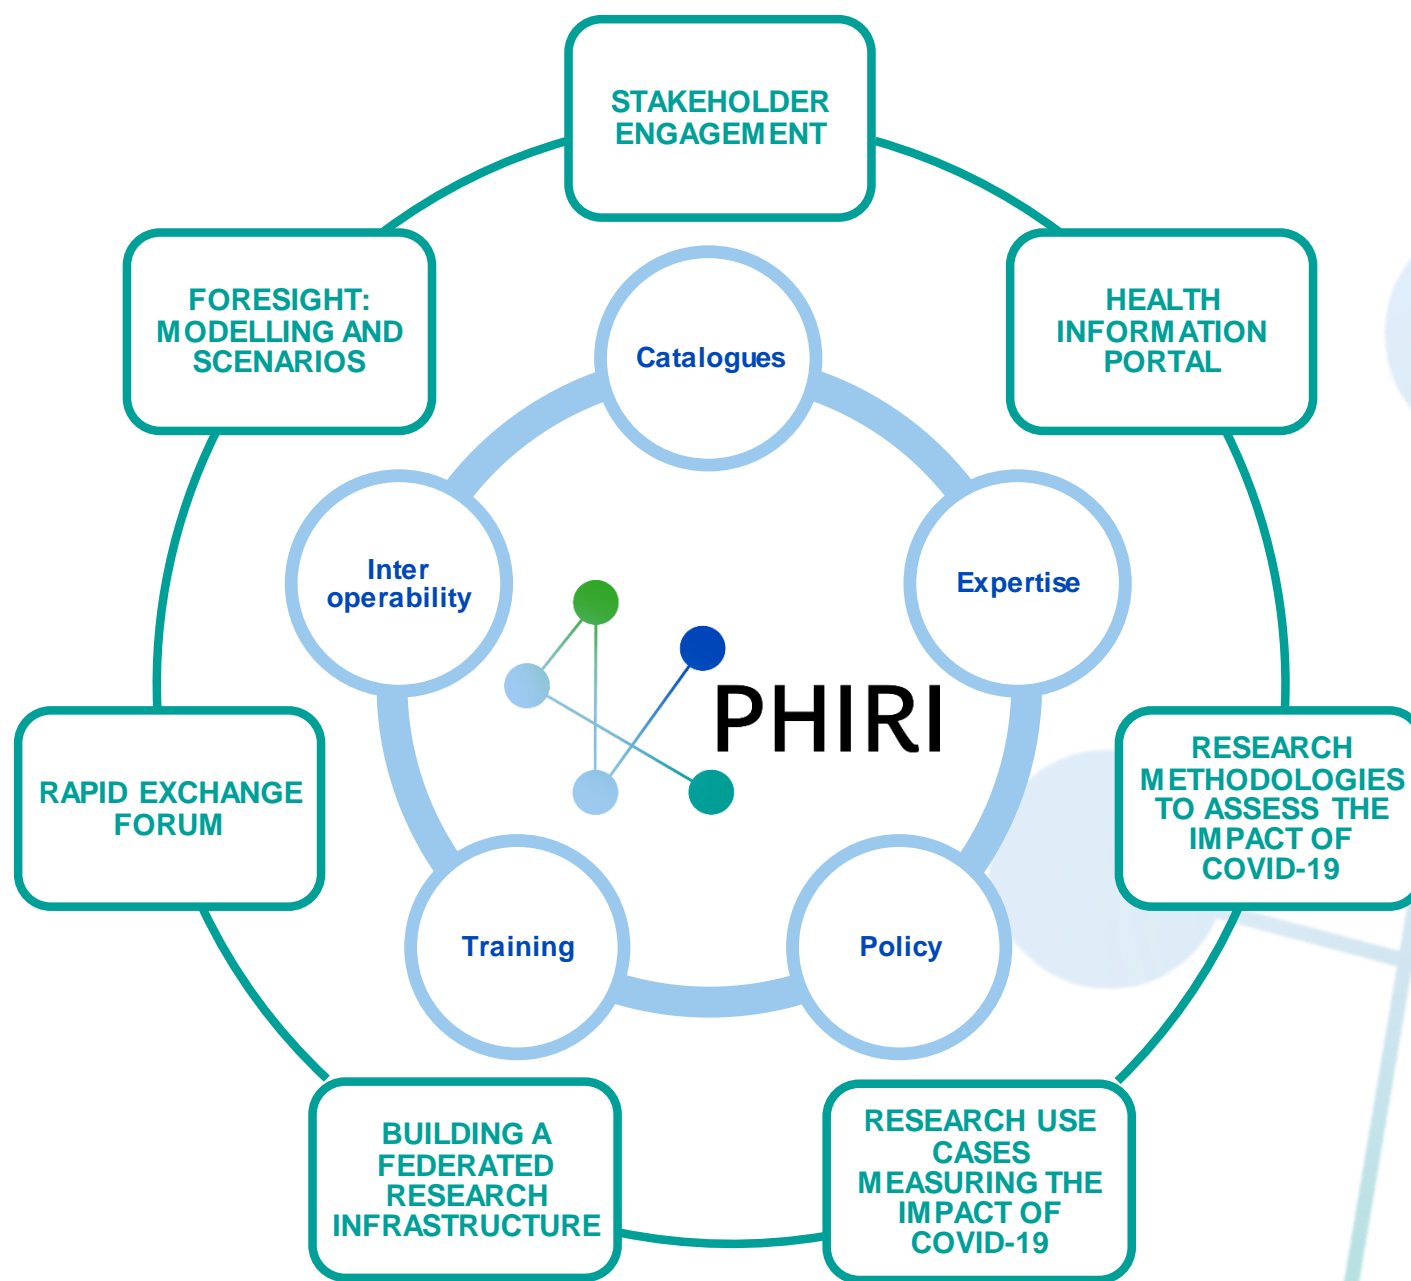 STAKEHOLDER
ENGAGEMENT
FORESIGHT:
MODELLING AND
SCENARIOS
HEALTH
INFORMATION
PORTAL
Catalogues
Inter
operability
Expertise
PHIRI
RAPID EXCHANGE
FORUM
RESEARCH
METHODOLOGIES
TO ASSESS THE
IMPACT OF
COVID-19
Training
Policy
BUILDING A
FEDERATED
RESEARCH
INFRASTRUCTURE
RESEARCH USE
CASES
MEASURING THE
IMPACT OF
COVID-19